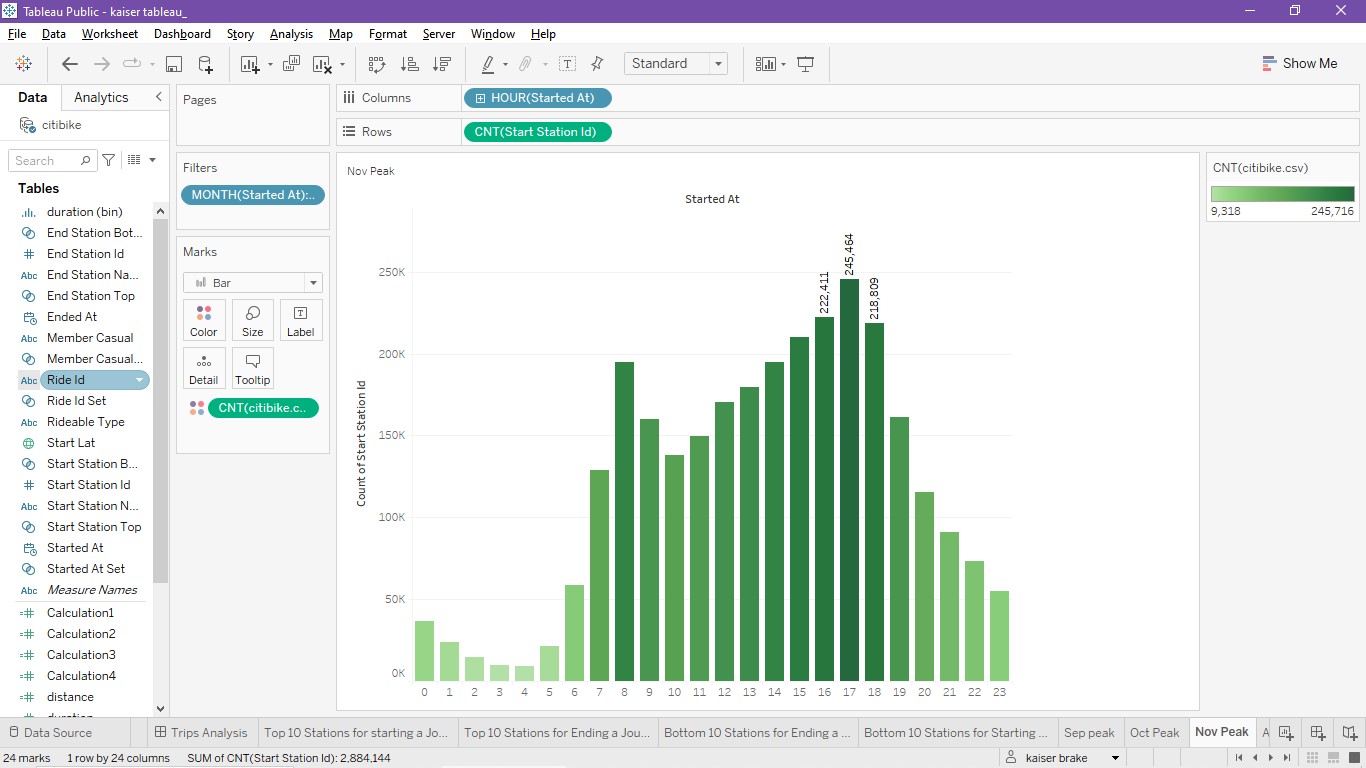 Tableau Public - kaiser tableau_
File Data Worksheet Dashboard Story Analysis Map Format Server Window Help
Standard
Show Me
Data Analytics
citibike
Search
Tables
duration (bin)
End Station Bot...
End Station Id
End Station Na...
End Station Top
Ended At
Member Casual
Member Casual...
Ride Id
Ride Id Set
Rideable Type
Start Lat
Start Station B...
Start Station Id
Start Station N...
Start Station Top
Started At
Started At Set
Measure Names
Calculation1
Calculation2
Calculation3
Calculation4
distance
Pages
Filters
MONTH(Started At):..
Marks
Bar
Color Size Label
Detail Tooltip
CNT(citibike.c..
Columns HOUR(Started At)
Rows CNT(Start Station Id)
Nov Peak
Started At
Count of Start Station Id
250K
200K
150K
100K
50K
0K
222,411
245,464
218,809
0 1 2 3 4 5 6 7 8 9 10 11 12 13 14 15 16 17 18 19 20 21 22 23
CNT(citibike.csv)
9,318 245,716
Data Source Trips Analysis Top 10 Stations for starting a Jo... Top 10 Stations for Ending a Jou... Bottom 10 Stations for Ending a ... Bottom 10 Stations for Starting ... Sep peak Oct Peak Nov Peak A
24 marks 1 row by 24 columns SUM of CNT(Start Station Id): 2,884,144 kaiser brake